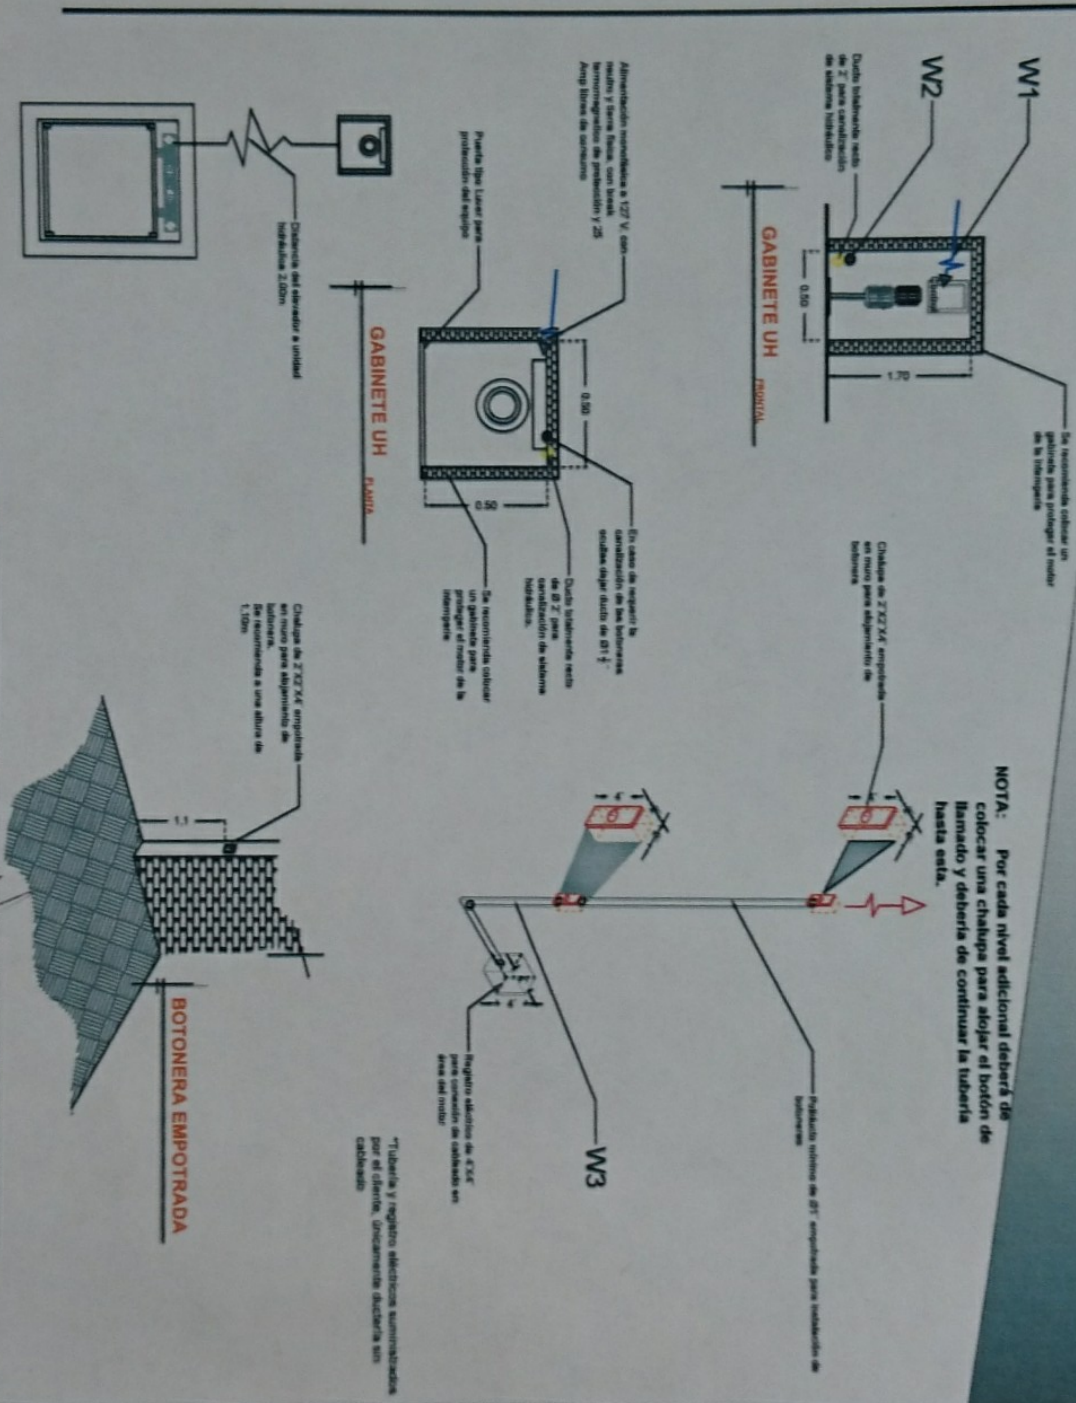 W1
W2
Ducto totalmente recto
de 2" para canalización
de sistema hidráulico
Control
0.50
1.70
Se recomienda colocar un
gabinete para proteger el motor
de la intemperie
GABINETE UH FRONTAL
Alimentación monofásica a 127 V. con
neutro y tierra física, con break
termomagnético de protección y 25
Amp libres de consumo
Puerta tipo Luver para
protección del equipo
0.50
0.50
En caso de requerir la
canalización de las botoneras
ocultas dejar ducto de Ø1 ½"
Ducto totalmente recto
de Ø 2" para
canalización de sistema
hidráulico.
Se recomienda colocar
un gabinete para
proteger el motor de la
intemperie
GABINETE UH PLANTA
Distancia del elevador a unidad
hidráulica 2.00m
NOTA: Por cada nivel adicional deberá de
colocar una chalupa para alojar el botón de
llamado y debería de continuar la tubería
hasta esta.
Chalupa de 2"X2"X4" empotrada
en muro para alojamiento de
botonera
4"
4"
4"
Poliducto mínimo de Ø1" empotrado para instalación de
botoneras
W3
Registro eléctrico de 4"X4"
para conexión de cableado en
área del motor
Chalupa de 2"X2"X4" empotrada
en muro para alojamiento de
botonera.
Se recomienda a una altura de
1.10m
1.1
BOTONERA EMPOTRADA
*Tubería y registro eléctricos suministrados
por el cliente, únicamente ductería sin
cableado